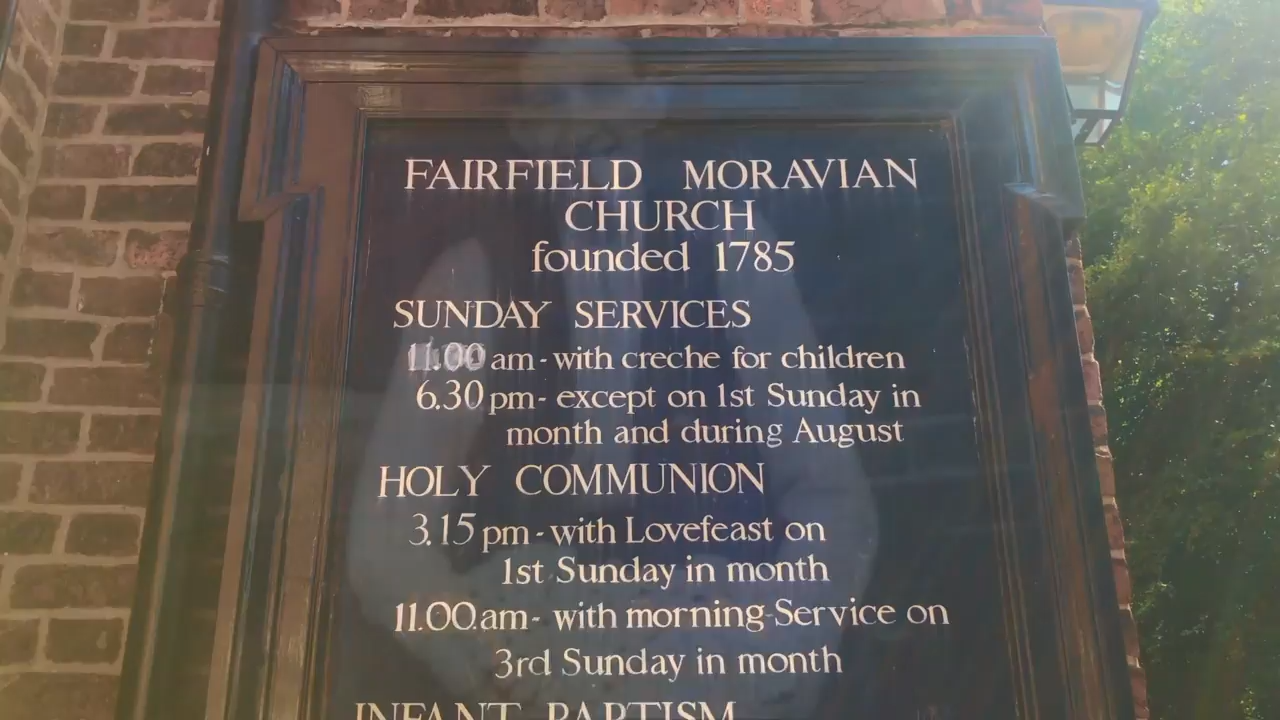 FAIRFIELD MORAVIAN
CHURCH
founded 1785
SUNDAY SERVICES
11.00 am - with creche for children
6.30 pm - except on 1st Sunday in
month and during August
HOLY COMMUNION
3.15 pm - with Lovefeast on
1st Sunday in month
11.00.am - with morning Service on
3rd Sunday in month
INFANT BAPTISM